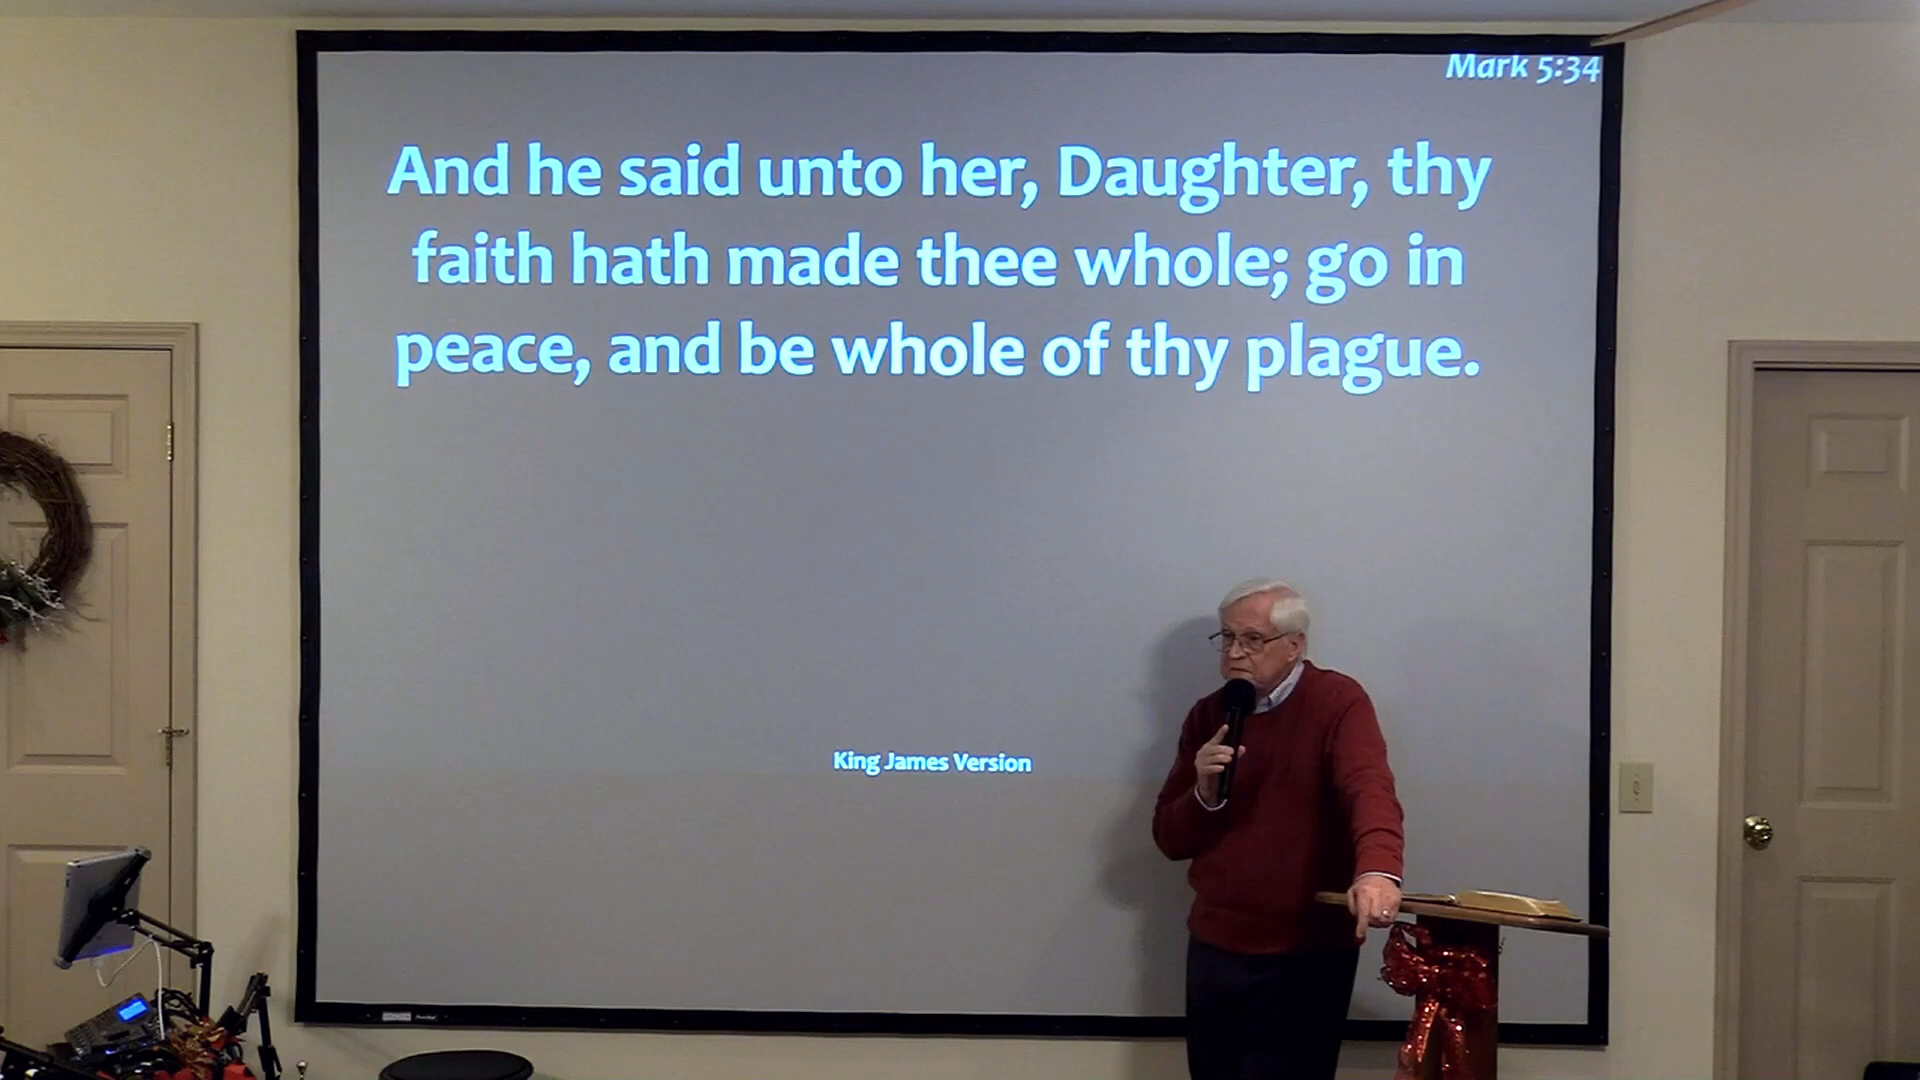 Mark 5:34
And he said unto her, Daughter, thy
faith hath made thee whole; go in
peace, and be whole of thy plague.
King James Version